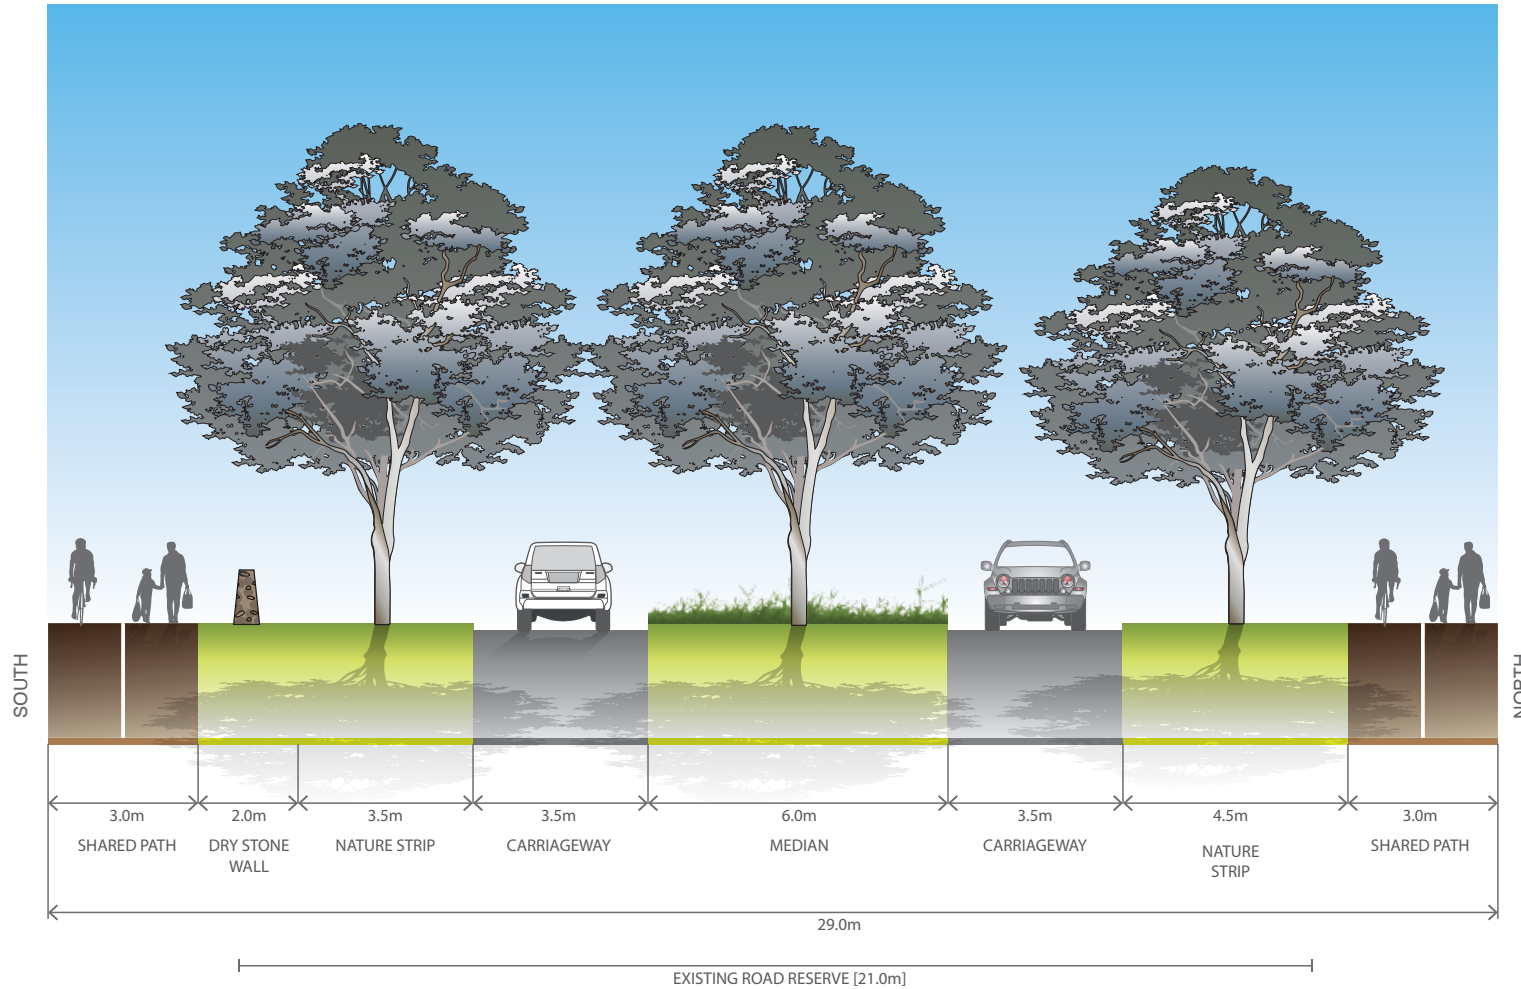 SOUTH
NORTH
3.0m
2.0m
3.5m
3.5m
6.0m
3.5m
4.5m
3.0m
SHARED PATH
DRY STONE
WALL
NATURE STRIP
CARRIAGEWAY
MEDIAN
CARRIAGEWAY
NATURE
STRIP
SHARED PATH
29.0m
EXISTING ROAD RESERVE [21.0m]